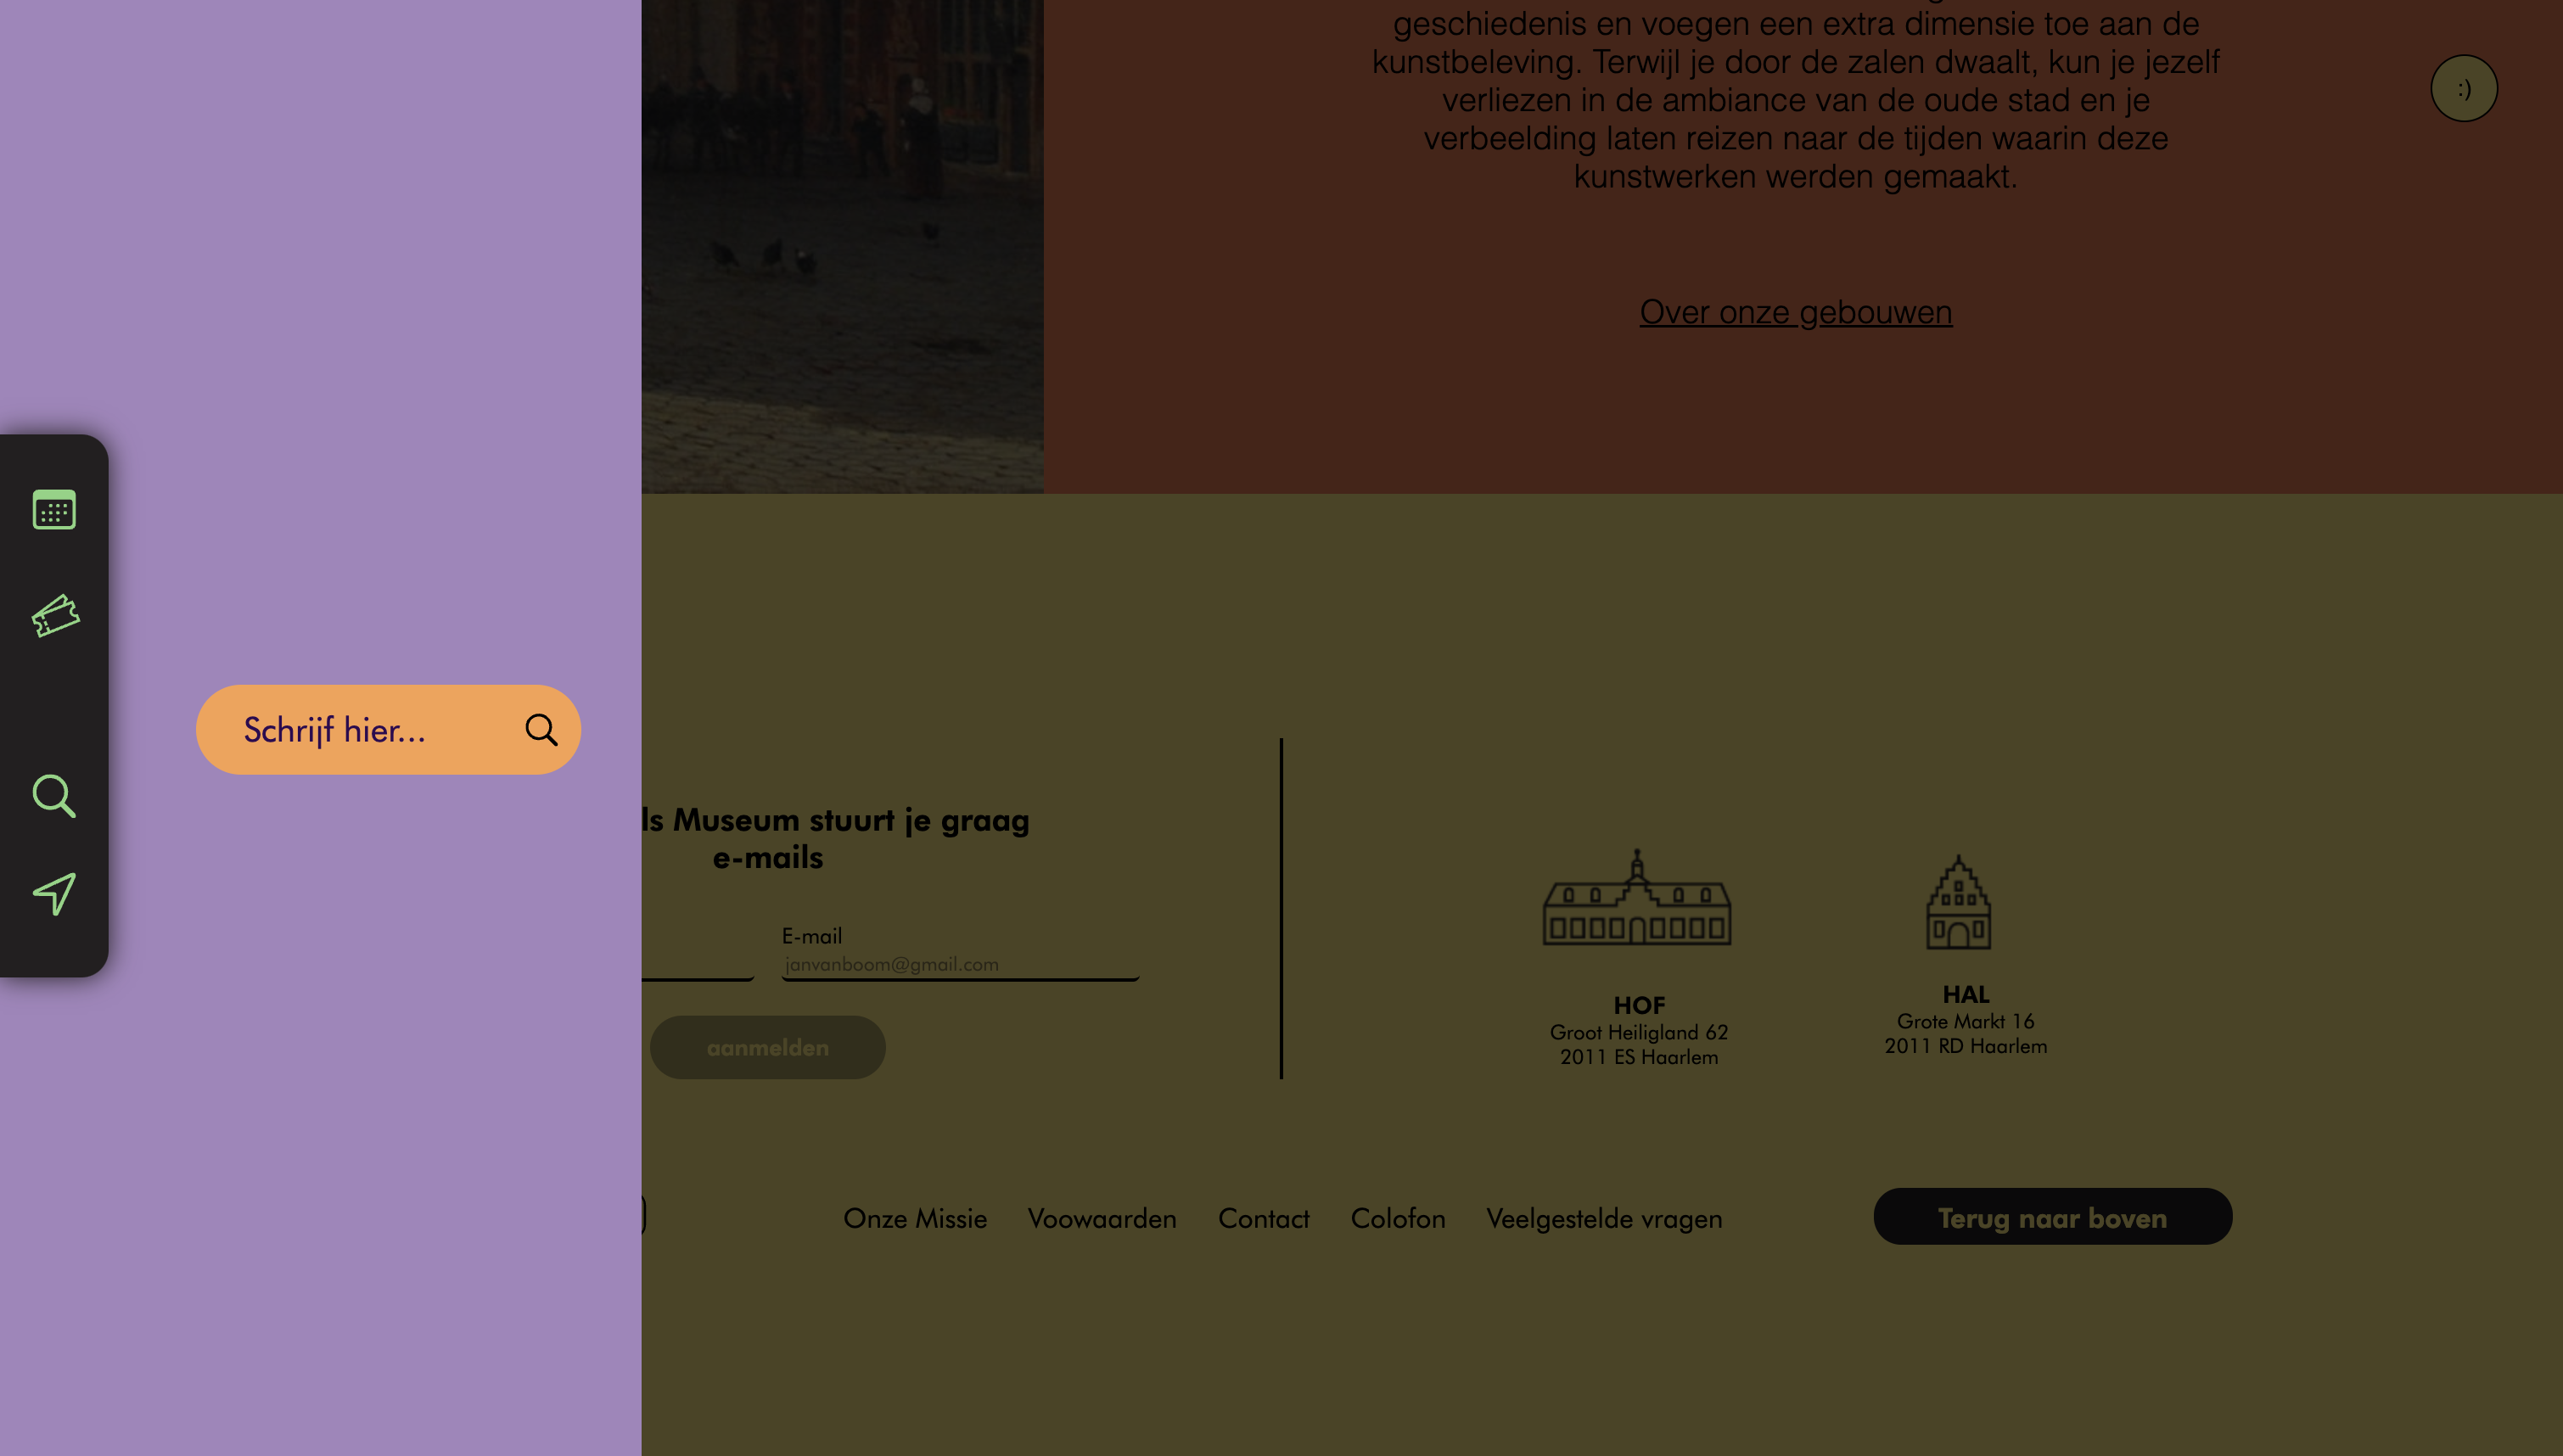 geschiedenis en voegen een extra dimensie toe aan de
kunstbeleving. Terwijl je door de zalen dwaalt, kun je jezelf
verliezen in de ambiance van de oude stad en je
verbeelding laten reizen naar de tijden waarin deze
kunstwerken werden gemaakt.
:)
Over onze gebouwen
Schrijf hier...
ls Museum stuurt je graag
e-mails
E-mail
janvanboom@gmail.com
aanmelden
HOF
Groot Heiligland 62
2011 ES Haarlem
HAL
Grote Markt 16
2011 RD Haarlem
Onze Missie Voowaarden Contact Colofon Veelgestelde vragen
Terug naar boven